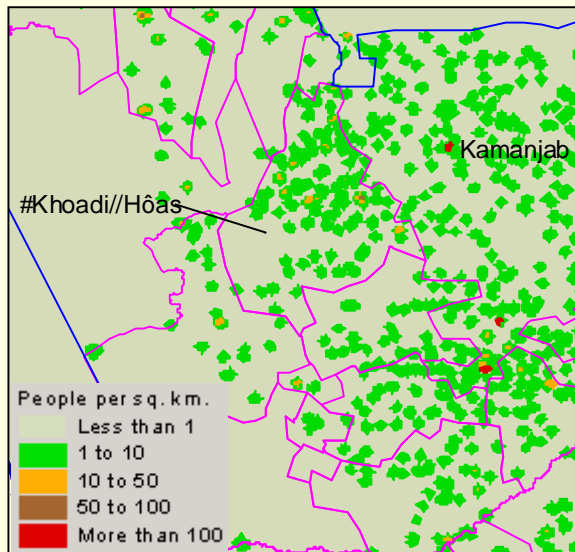 Kamanjab
#Khoadi//Hôas
People per sq. km.
Less than 1
1 to 10
10 to 50
50 to 100
More than 100